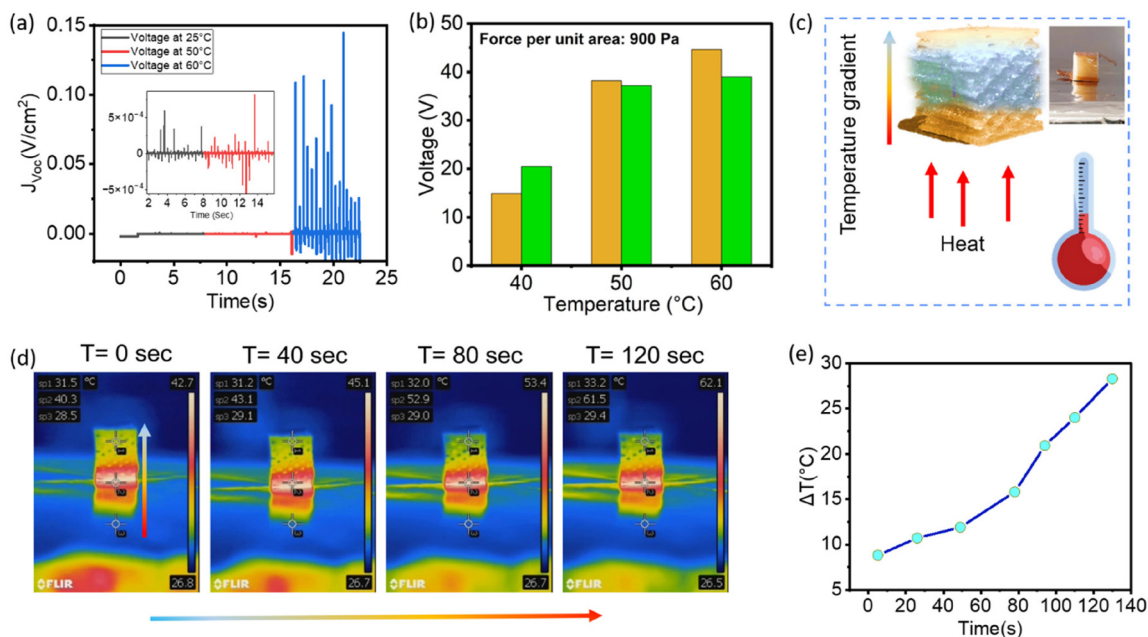 (a)
0.15
0.10
0.05
0.00
J_Voc(V/cm²)
Voltage at 25°C
Voltage at 50°C
Voltage at 60°C
5×10⁻⁴
0
−5×10⁻⁴
2 4 6 8 10 12 14
Time (Sec)
0 5 10 15 20 25
Time(s)
(b)
Force per unit area: 900 Pa
50
40
30
20
10
0
Voltage (V)
40 50 60
Temperature (°C)
(c)
Temperature gradient
Heat
(d)
T= 0 sec
T= 40 sec
T= 80 sec
T= 120 sec
sp1 31.5 °C 42.7
sp2 40.3
sp3 28.5
26.8
FLIR
sp1 31.2 °C 45.1
sp2 43.1
sp3 29.1
26.7
FLIR
sp1 32.0 °C 53.4
sp2 52.9
sp3 29.0
26.7
FLIR
sp1 33.2 °C 62.1
sp2 61.5
sp3 29.4
26.5
FLIR
(e)
30
25
20
15
10
5
0
ΔT(°C)
0 20 40 60 80 100 120 140
Time(s)